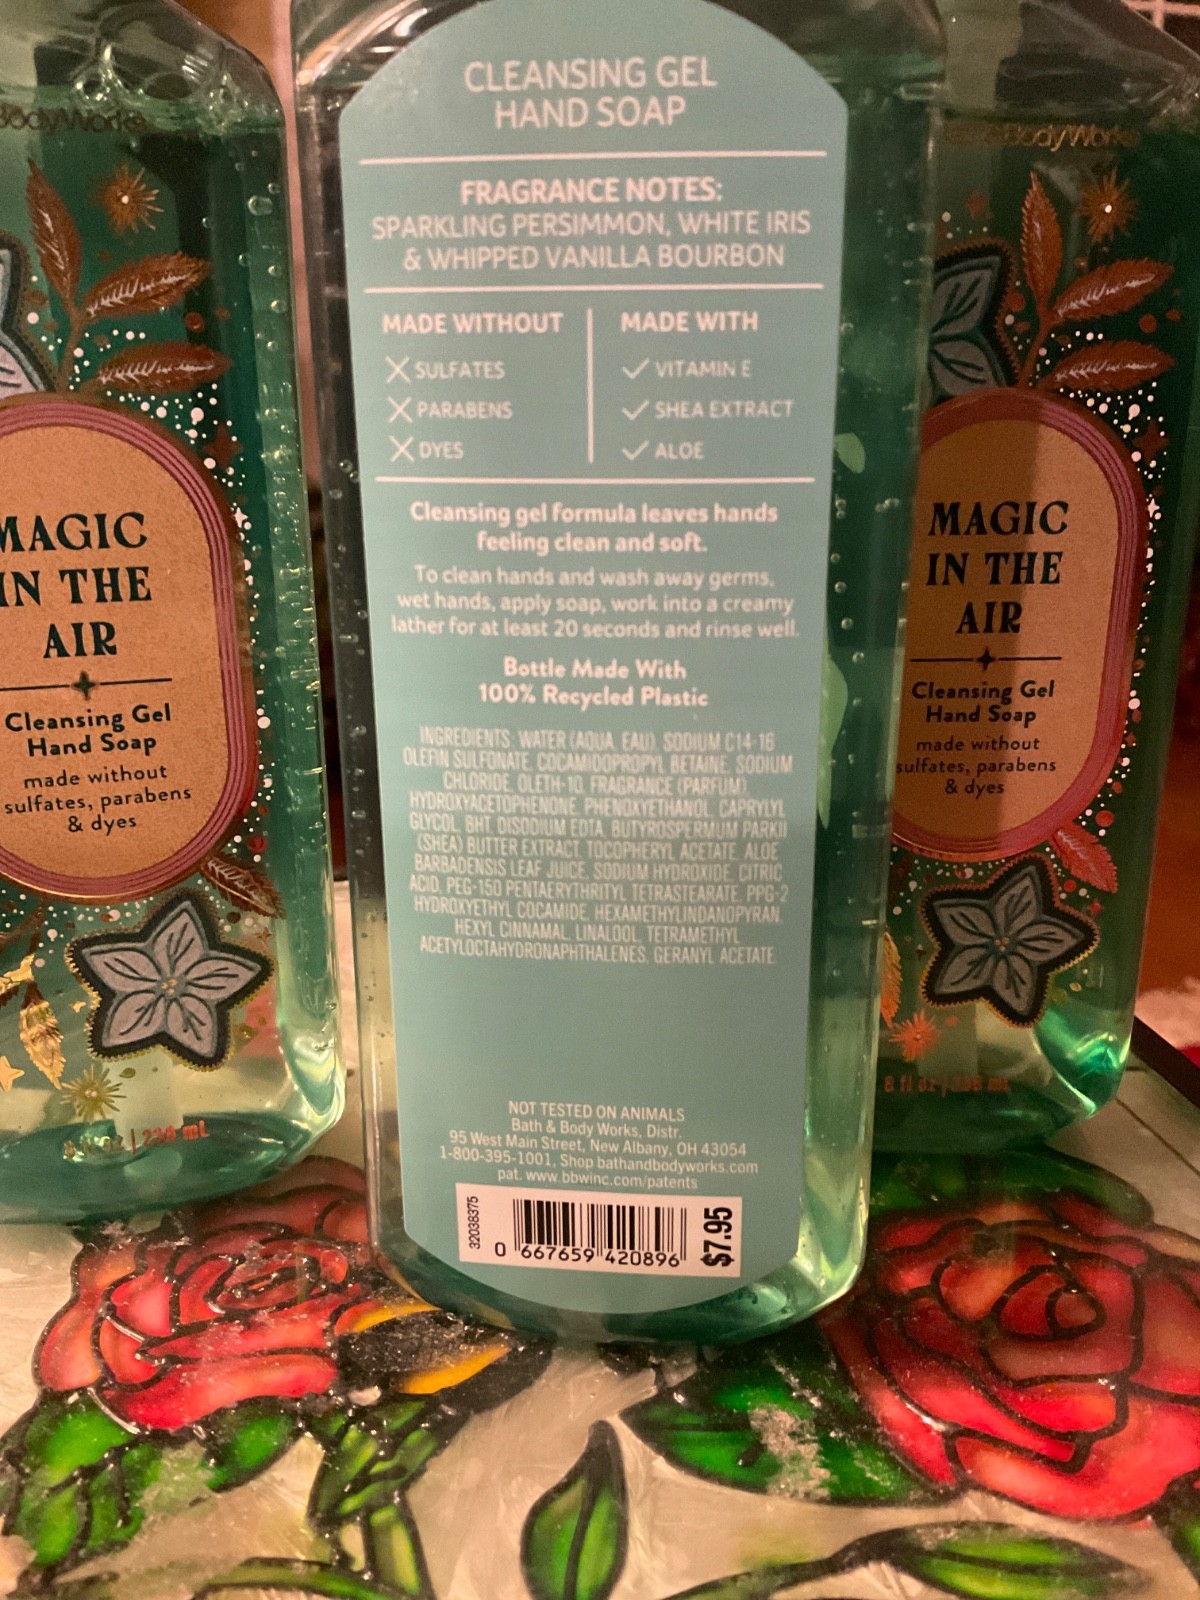 BodyWorks
MAGIC
IN THE
AIR
Cleansing Gel
Hand Soap
made without
sulfates, parabens
& dyes
CLEANSING GEL
HAND SOAP
FRAGRANCE NOTES:
SPARKLING PERSIMMON, WHITE IRIS
& WHIPPED VANILLA BOURBON
MADE WITHOUT
SULFATES
PARABENS
DYES
MADE WITH
VITAMIN E
SHEA EXTRACT
ALOE
Cleansing gel formula leaves hands
feeling clean and soft.
To clean hands and wash away germs,
wet hands, apply soap, work into a creamy
lather for at least 20 seconds and rinse well.
Bottle Made With
100% Recycled Plastic
INGREDIENTS: WATER (AQUA, EAU), SODIUM C14-16
OLEFIN SULFONATE, COCAMIDOPROPYL BETAINE, SODIUM
CHLORIDE, OLETH-10, FRAGRANCE (PARFUM),
HYDROXYACETOPHENONE, PHENOXYETHANOL, CAPRYLYL
GLYCOL, BHT, DISODIUM EDTA, BUTYROSPERMUM PARKII
(SHEA) BUTTER EXTRACT, TOCOPHERYL ACETATE, ALOE
BARBADENSIS LEAF JUICE, SODIUM HYDROXIDE, CITRIC
ACID, PEG-150 PENTAERYTHRITYL TETRASTEARATE, PPG-2
HYDROXYETHYL COCAMIDE, HEXAMETHYLINDANOPYRAN,
HEXYL CINNAMAL, LINALOOL, TETRAMETHYL
ACETYLOCTAHYDRONAPHTHALENES, GERANYL ACETATE.
NOT TESTED ON ANIMALS
Bath & Body Works, Distr.
95 West Main Street, New Albany, OH 43054
1-800-395-1001, Shop bathandbodyworks.com
pat. www.bbwinc.com/patents
32038375
0 667659 420896
$7.95
BodyWorks
MAGIC
IN THE
AIR
Cleansing Gel
Hand Soap
made without
sulfates, parabens
& dyes
8 fl oz